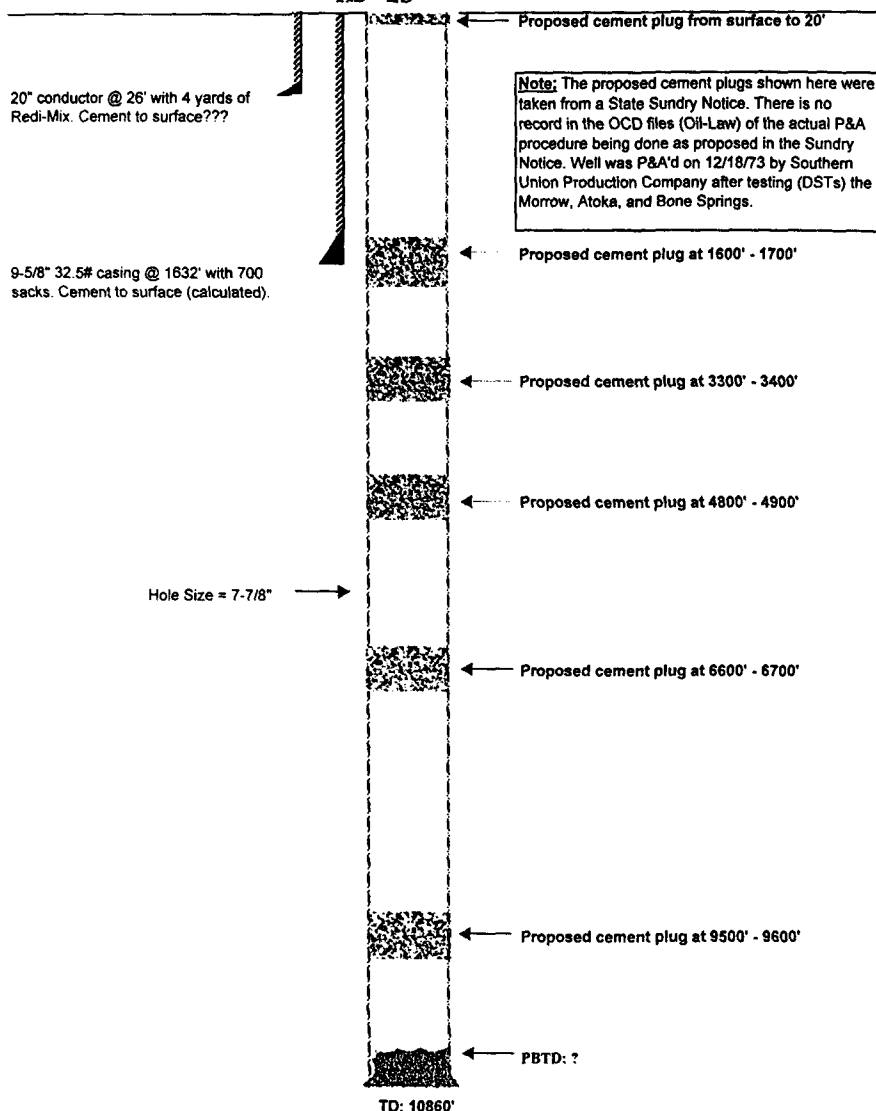 Proposed cement plug from surface to 20'
20" conductor @ 26' with 4 yards of
Redi-Mix. Cement to surface???
Note: The proposed cement plugs shown here were
taken from a State Sundry Notice. There is no
record in the OCD files (Oil-Law) of the actual P&A
procedure being done as proposed in the Sundry
Notice. Well was P&A'd on 12/18/73 by Southern
Union Production Company after testing (DSTs) the
Morrow, Atoka, and Bone Springs.
9-5/8" 32.5# casing @ 1632' with 700
sacks. Cement to surface (calculated).
Proposed cement plug at 1600' - 1700'
Proposed cement plug at 3300' - 3400'
Proposed cement plug at 4800' - 4900'
Hole Size = 7-7/8"
Proposed cement plug at 6600' - 6700'
Proposed cement plug at 9500' - 9600'
PBTD: ?
TD: 10860'